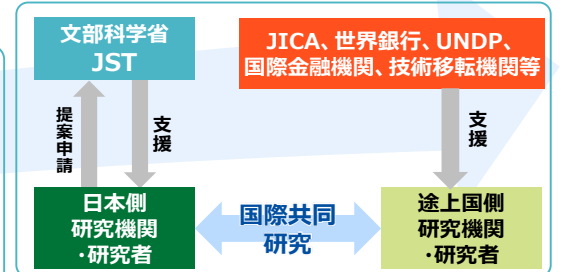 文部科学省
JST
JICA、世界銀行、UNDP、
国際金融機関、技術移転機関等
提案申請
支援
支援
日本側
研究機関
・研究者
国際共同
研究
途上国側
研究機関
・研究者